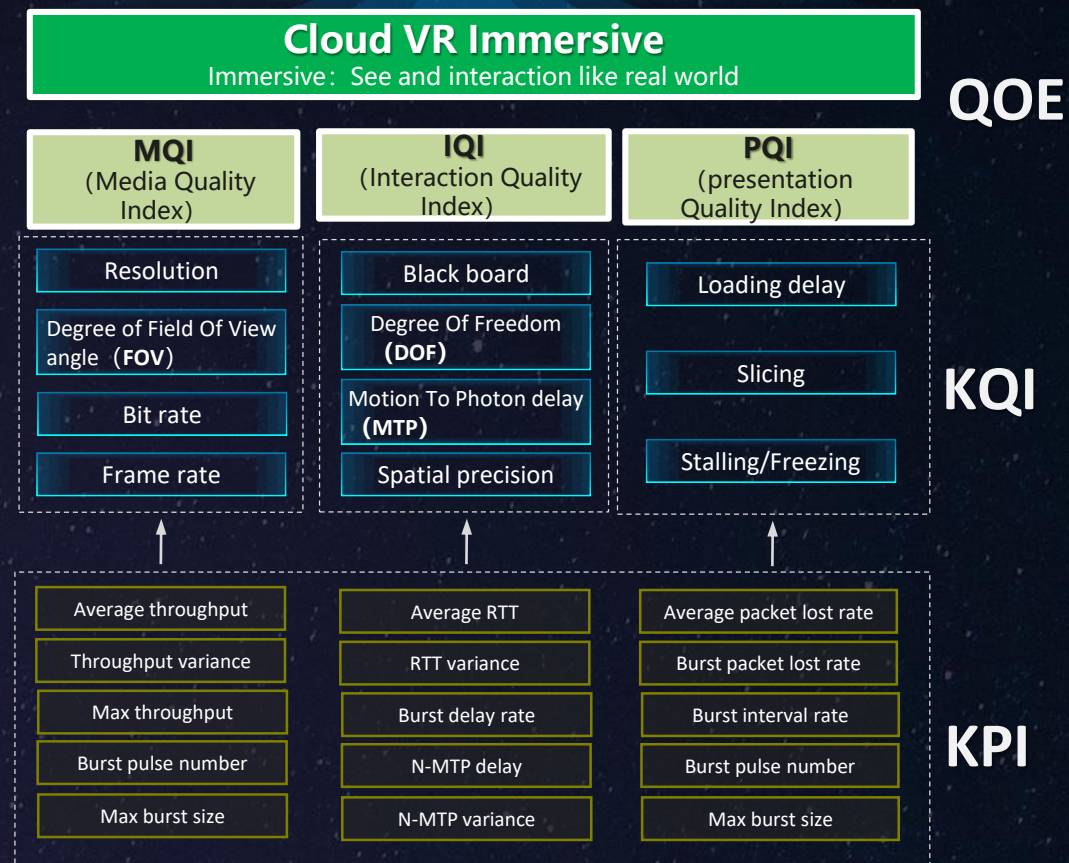 Cloud VR Immersive
Immersive: See and interaction like real world
QOE
MQI
(Media Quality
Index)
IQI
(Interaction Quality
Index)
PQI
(presentation
Quality Index)
Resolution
Degree of Field Of View
angle (FOV)
Bit rate
Frame rate
Black board
Degree Of Freedom
(DOF)
Motion To Photon delay
(MTP)
Spatial precision
Loading delay
Slicing
Stalling/Freezing
KQI
Average throughput
Throughput variance
Max throughput
Burst pulse number
Max burst size
Average RTT
RTT variance
Burst delay rate
N-MTP delay
N-MTP variance
Average packet lost rate
Burst packet lost rate
Burst interval rate
Burst pulse number
Max burst size
KPI